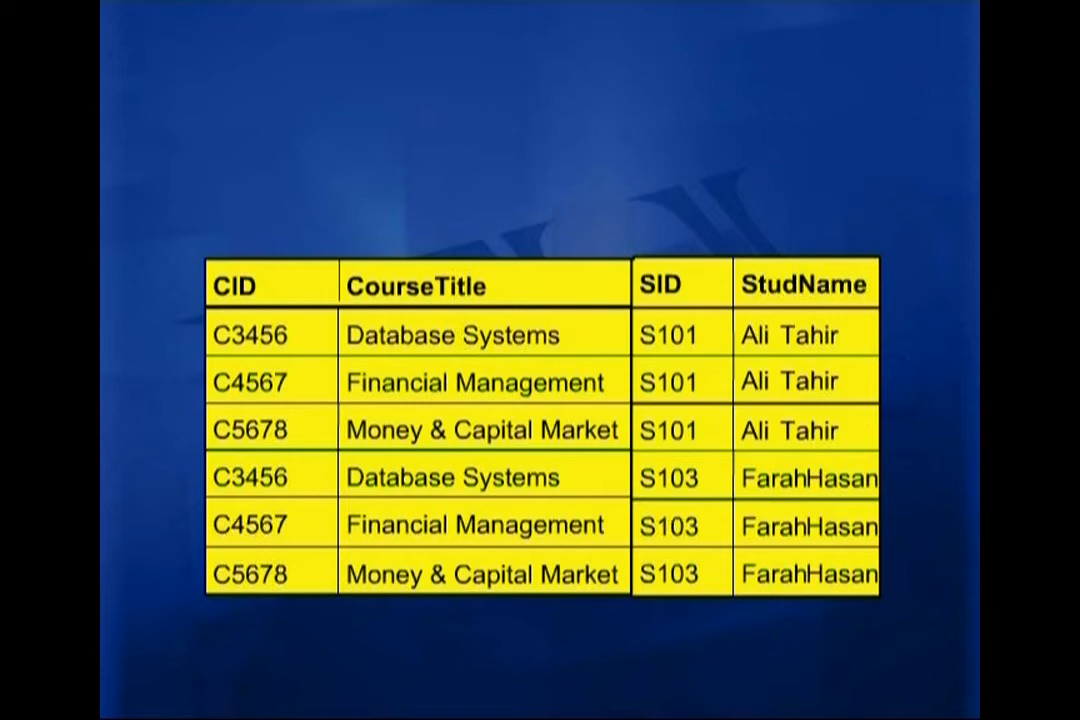 CID CourseTitle SID StudName
C3456 Database Systems S101 Ali Tahir
C4567 Financial Management S101 Ali Tahir
C5678 Money & Capital Market S101 Ali Tahir
C3456 Database Systems S103 FarahHasan
C4567 Financial Management S103 FarahHasan
C5678 Money & Capital Market S103 FarahHasan